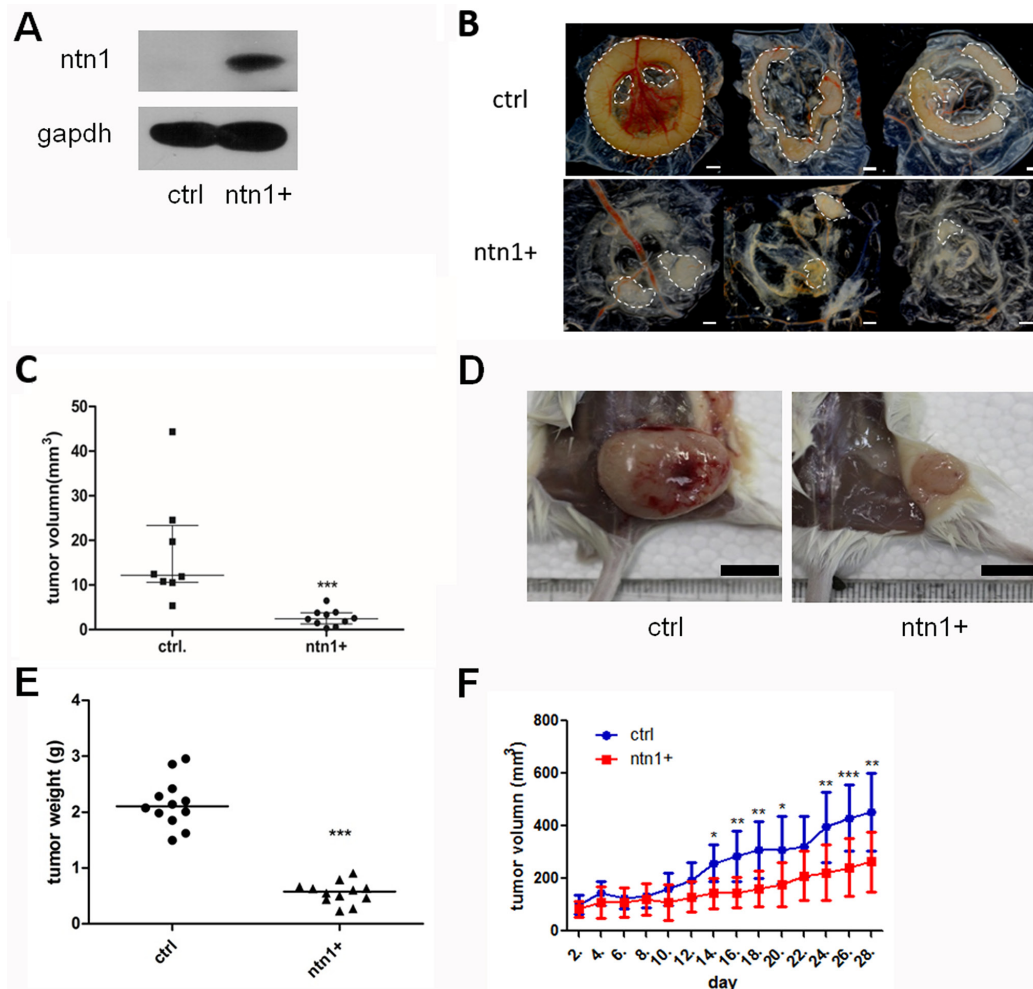 A
ntn1
gapdh
ctrl ntn1+
B
ctrl
ntn1+
C
tumor volumn(mm3)
50
40
30
20
10
0
***
ctrl. ntn1+
D
ctrl ntn1+
E
tumor weight (g)
4
3
2
1
0
***
ctrl ntn1+
F
tumor volumn (mm3)
800
600
400
200
0
ctrl
ntn1+
* ** ** * ** *** **
2. 4. 6. 8. 10. 12. 14. 16. 18. 20. 22. 24. 26. 28.
day